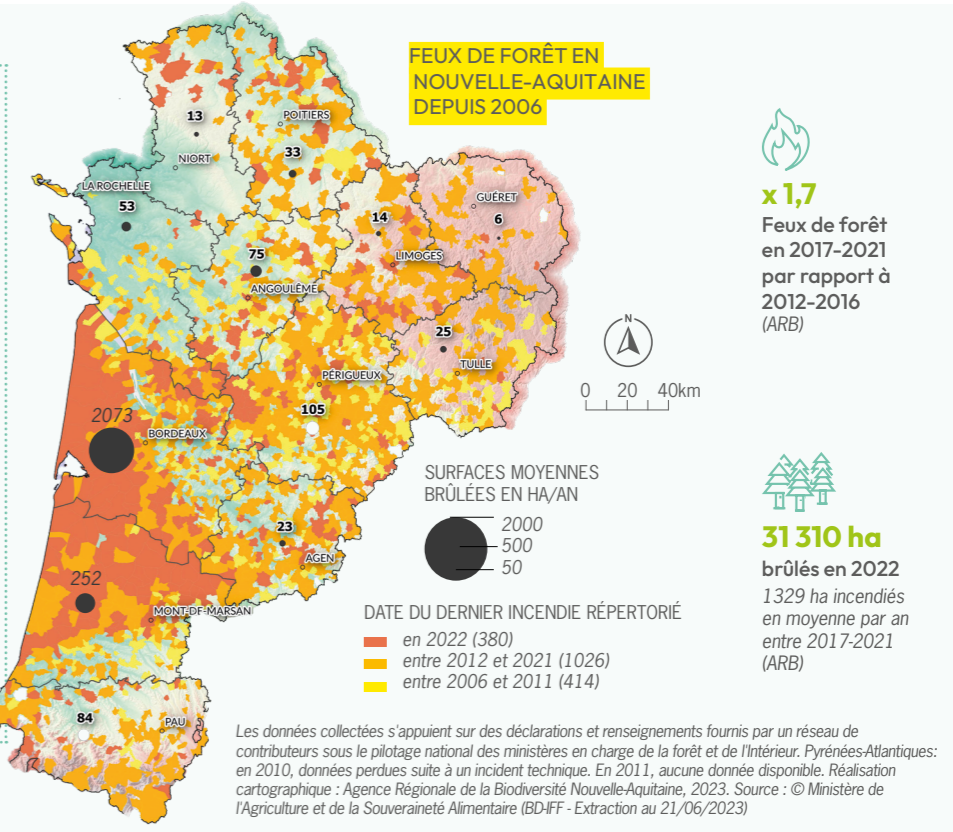 FEUX DE FORÊT EN
NOUVELLE-AQUITAINE
DEPUIS 2006
13
POITIERS
33
NIORT
LA ROCHELLE
53
GUÉRET
6
14
LIMOGES
75
ANGOULÊME
25
TULLE
PÉRIGUEUX
105
2073
BORDEAUX
23
AGEN
252
MONT-DE-MARSAN
84
PAU
N
0 20 40km
SURFACES MOYENNES
BRÛLÉES EN HA/AN
2000
500
50
DATE DU DERNIER INCENDIE RÉPERTORIÉ
en 2022 (380)
entre 2012 et 2021 (1026)
entre 2006 et 2011 (414)
x 1,7
Feux de forêt
en 2017-2021
par rapport à
2012-2016
(ARB)
31 310 ha
brûlés en 2022
1329 ha incendiés
en moyenne par an
entre 2017-2021
(ARB)
Les données collectées s'appuient sur des déclarations et renseignements fournis par un réseau de
contributeurs sous le pilotage national des ministères en charge de la forêt et de l'Intérieur. Pyrénées-Atlantiques:
en 2010, données perdues suite à un incident technique. En 2011, aucune donnée disponible. Réalisation
cartographique : Agence Régionale de la Biodiversité Nouvelle-Aquitaine, 2023. Source : © Ministère de
l'Agriculture et de la Souveraineté Alimentaire (BD-IFF - Extraction au 21/06/2023)